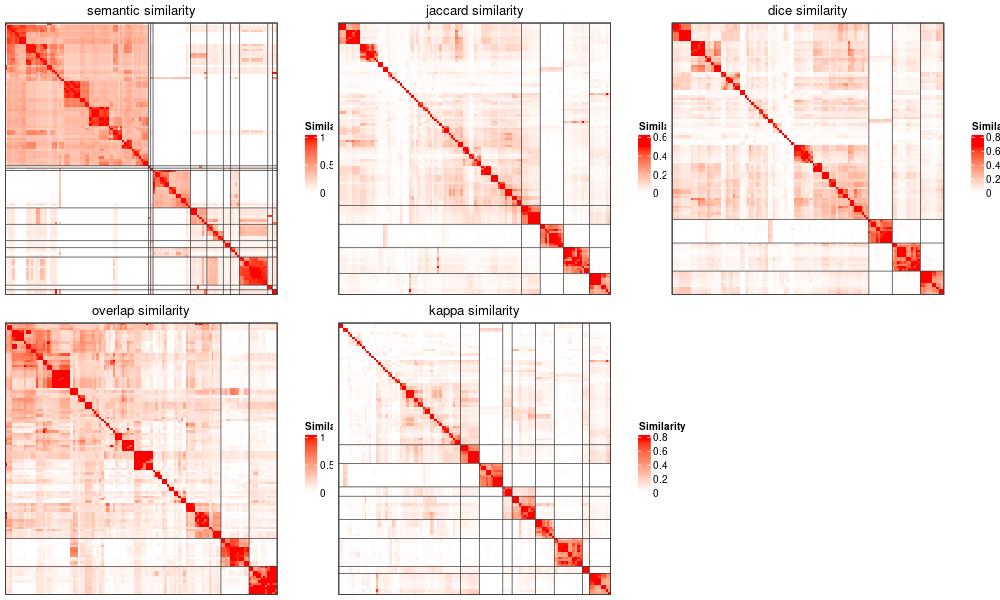 semantic similarity
jaccard similarity
dice similarity
Simila
1
0.5
0
Simila
0.6
0.4
0.2
0
Simila
0.8
0.6
0.4
0.2
0
overlap similarity
kappa similarity
Simila
1
0.5
0
Similarity
0.8
0.6
0.4
0.2
0